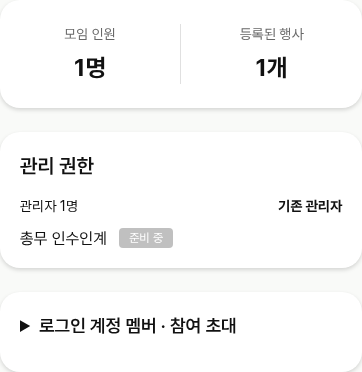 모임 인원 등록된 행사
1명 1개
관리 권한
관리자 1명 기존 관리자
총무 인수인계 준비 중
▶ 로그인 계정 멤버 · 참여 초대